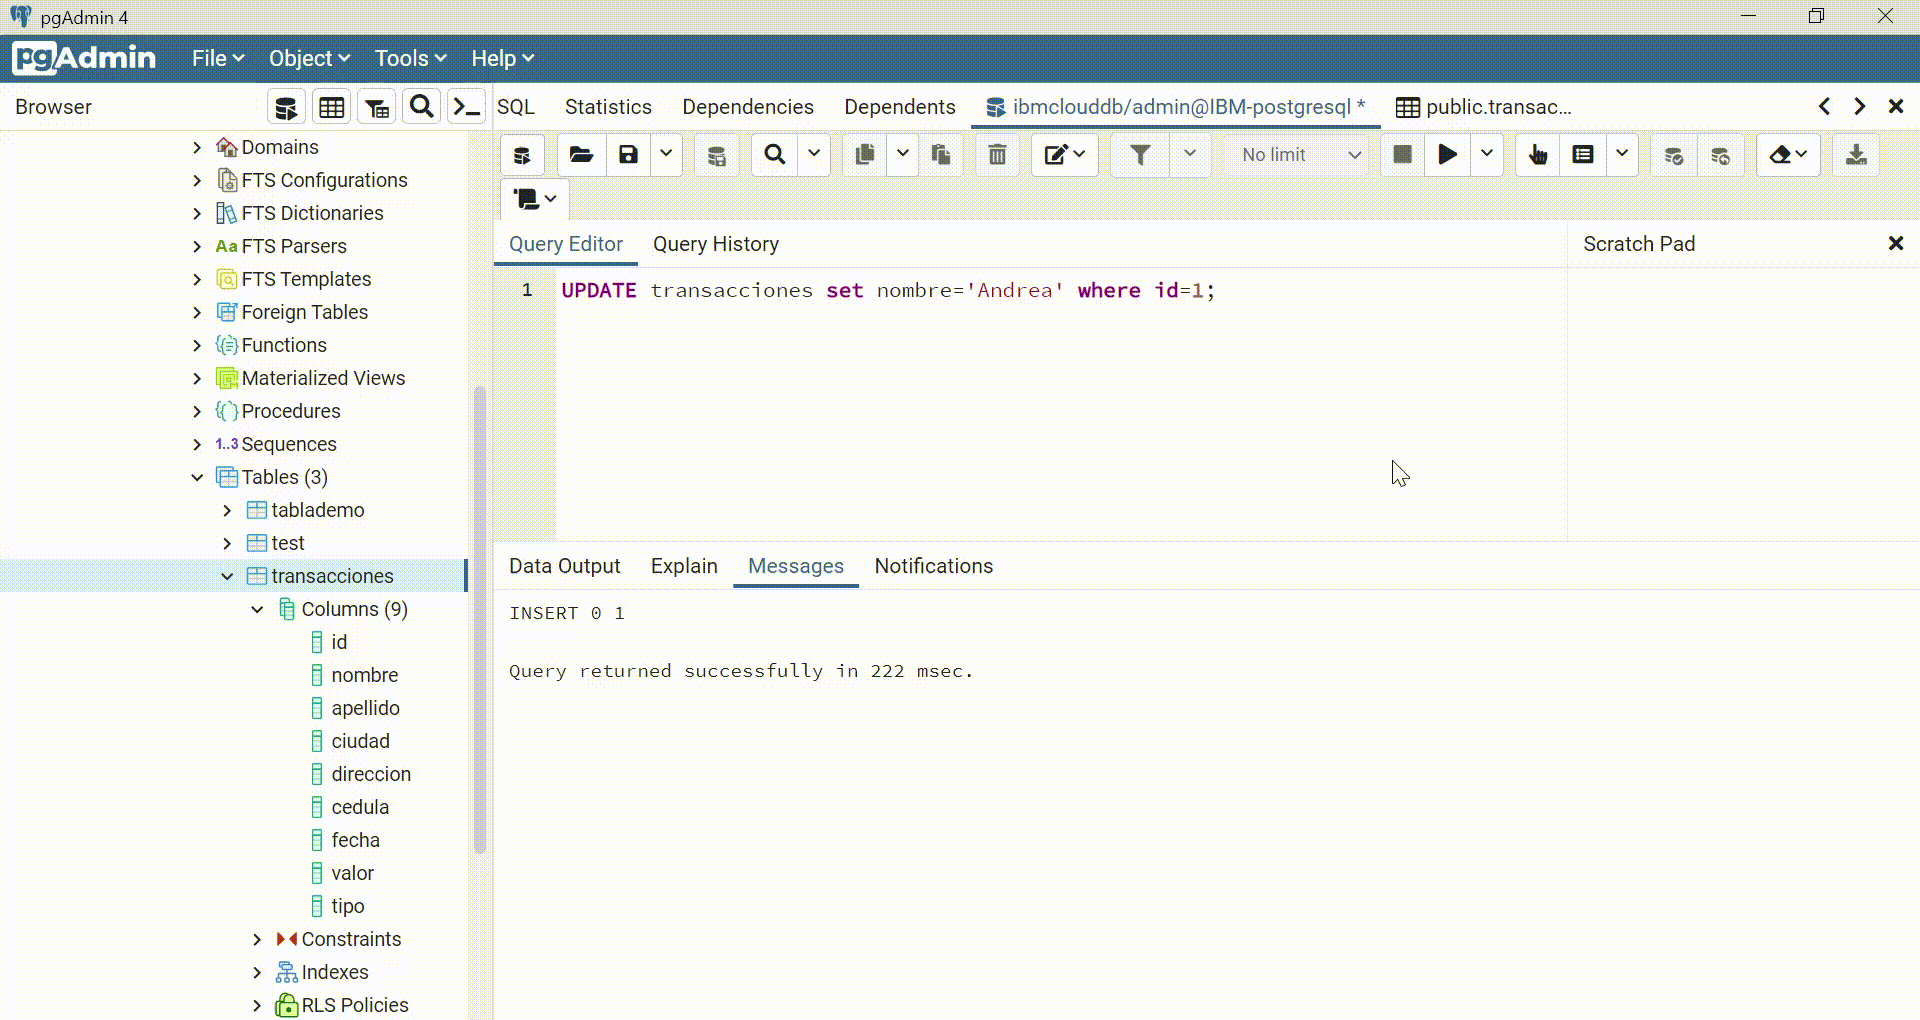 pgAdmin 4
pgAdmin File Object Tools Help
Browser
SQL Statistics Dependencies Dependents ibmclouddb/admin@IBM-postgresql * public.transac...
No limit
Domains
FTS Configurations
FTS Dictionaries
Aa FTS Parsers
FTS Templates
Foreign Tables
Functions
Materialized Views
Procedures
1..3 Sequences
Tables (3)
tablademo
test
transacciones
Columns (9)
id
nombre
apellido
ciudad
direccion
cedula
fecha
valor
tipo
Constraints
Indexes
RLS Policies
Query Editor Query History
Scratch Pad
1 UPDATE transacciones set nombre='Andrea' where id=1;
Data Output Explain Messages Notifications
INSERT 0 1
Query returned successfully in 222 msec.